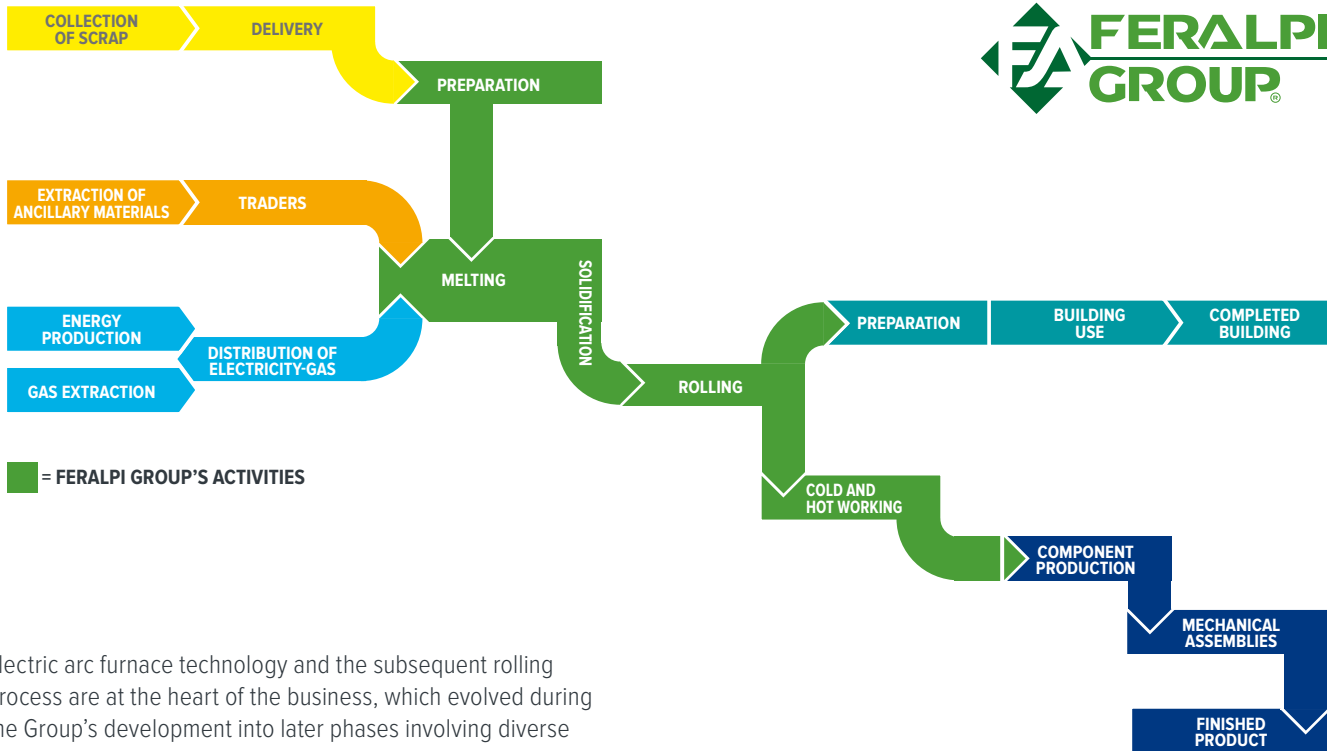 COLLECTION
OF SCRAP
DELIVERY
FERALPI
GROUP®
PREPARATION
EXTRACTION OF
ANCILLARY MATERIALS
TRADERS
MELTING
SOLIDIFICATION
ENERGY
PRODUCTION
DISTRIBUTION OF
ELECTRICITY-GAS
GAS EXTRACTION
PREPARATION
BUILDING
USE
COMPLETED
BUILDING
ROLLING
= FERALPI GROUP'S ACTIVITIES
COLD AND
HOT WORKING
COMPONENT
PRODUCTION
MECHANICAL
ASSEMBLIES
FINISHED
PRODUCT
lectric arc furnace technology and the subsequent rolling
rocess are at the heart of the business, which evolved during
ne Group's development into later phases involving diverse